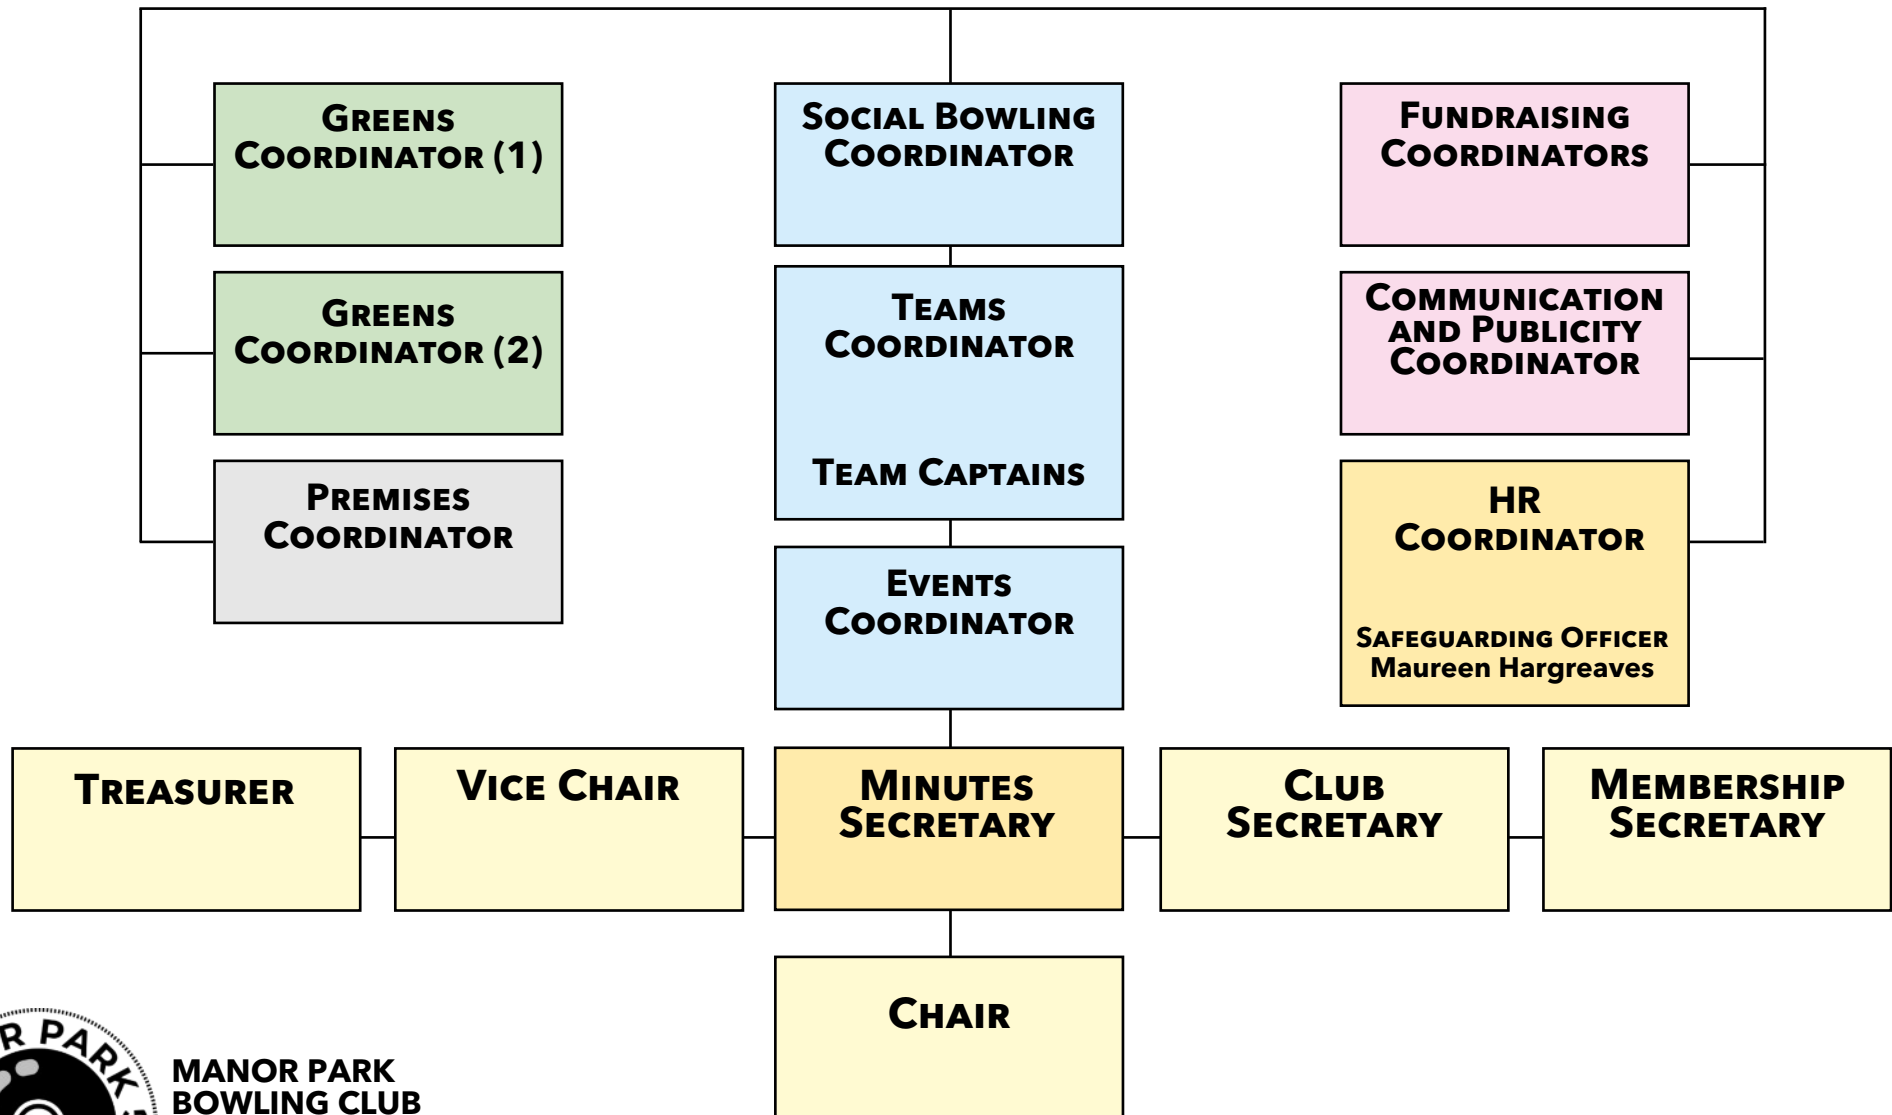 GREENS
COORDINATOR (1)
SOCIAL BOWLING
COORDINATOR
FUNDRAISING
COORDINATORS
GREENS
COORDINATOR (2)
TEAMS
COORDINATOR
TEAM CAPTAINS
COMMUNICATION
AND PUBLICITY
COORDINATOR
PREMISES
COORDINATOR
EVENTS
COORDINATOR
HR
COORDINATOR
SAFEGUARDING OFFICER
Maureen Hargreaves
TREASURER
VICE CHAIR
MINUTES
SECRETARY
CLUB
SECRETARY
MEMBERSHIP
SECRETARY
CHAIR
PARK
MANOR PARK
BOWLING CLUB